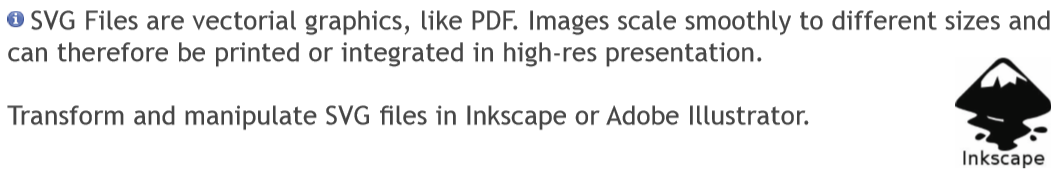 SVG Files are vectorial graphics, like PDF. Images scale smoothly to different sizes and
can therefore be printed or integrated in high-res presentation.
Transform and manipulate SVG files in Inkscape or Adobe Illustrator.
Inkscape